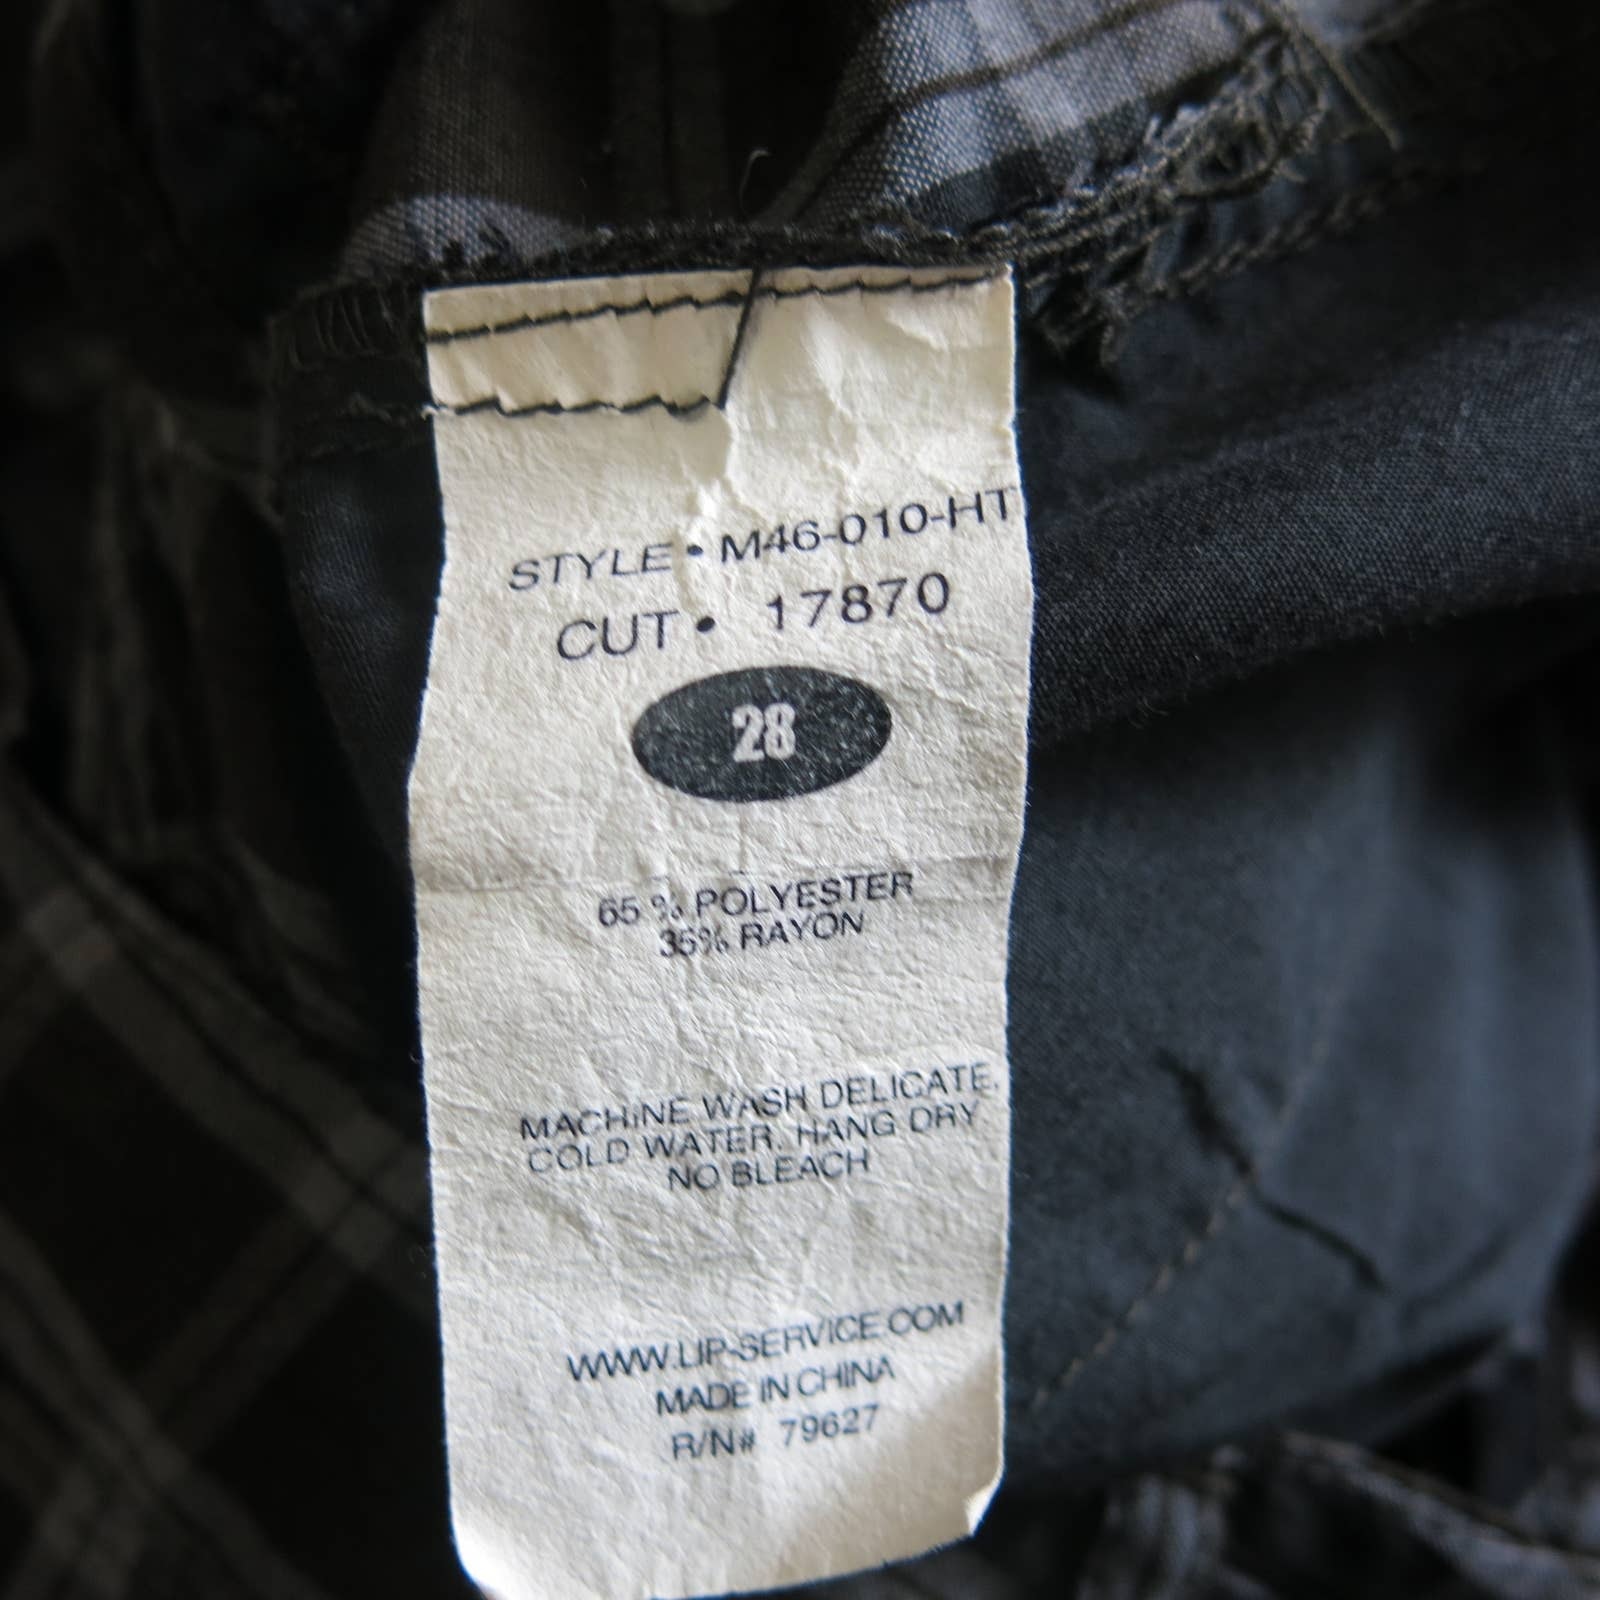 STYLE • M46-010-HT
CUT • 17870
28
65 % POLYESTER
35% RAYON
MACHINE WASH DELICATE,
COLD WATER. HANG DRY.
NO BLEACH
WWW.LIP-SERVICE.COM
MADE IN CHINA
R/N# 79627